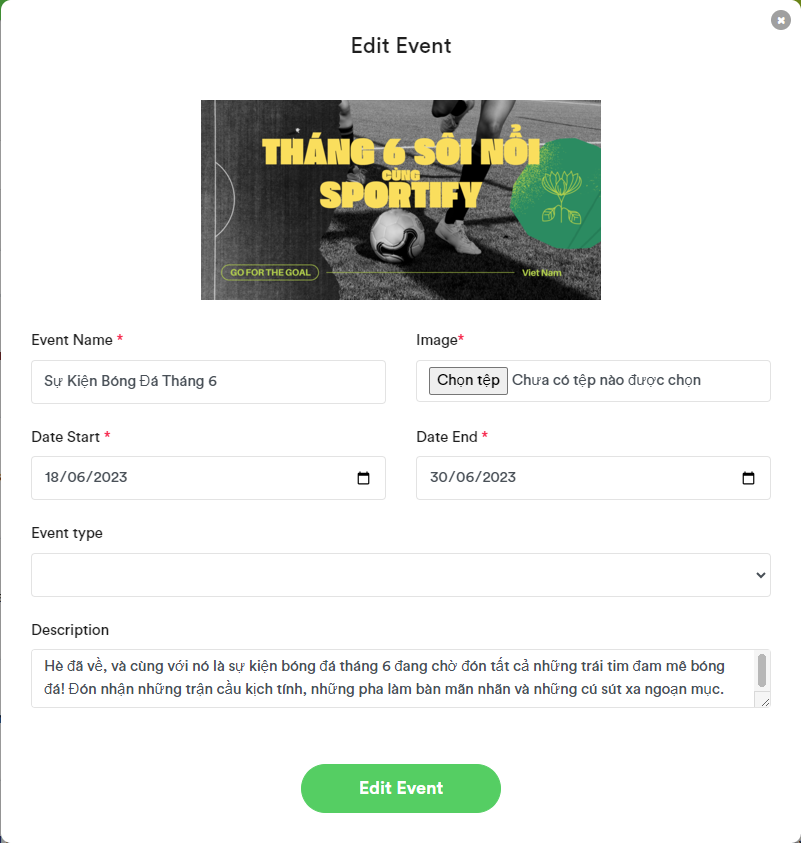 Edit Event
THÁNG 6 SÔI NỔI
CÙNG
SPORTIFY
GO FOR THE GOAL
Viet Nam
Event Name *
Image*
Sự Kiện Bóng Đá Tháng 6
Chọn tệp Chưa có tệp nào được chọn
Date Start *
Date End *
18/06/2023
30/06/2023
Event type
Description
Hè đã về, và cùng với nó là sự kiện bóng đá tháng 6 đang chờ đón tất cả những trái tim đam mê bóng
đá! Đón nhận những trận cầu kịch tính, những pha làm bàn mãn nhãn và những cú sút xa ngoạn mục.
Edit Event